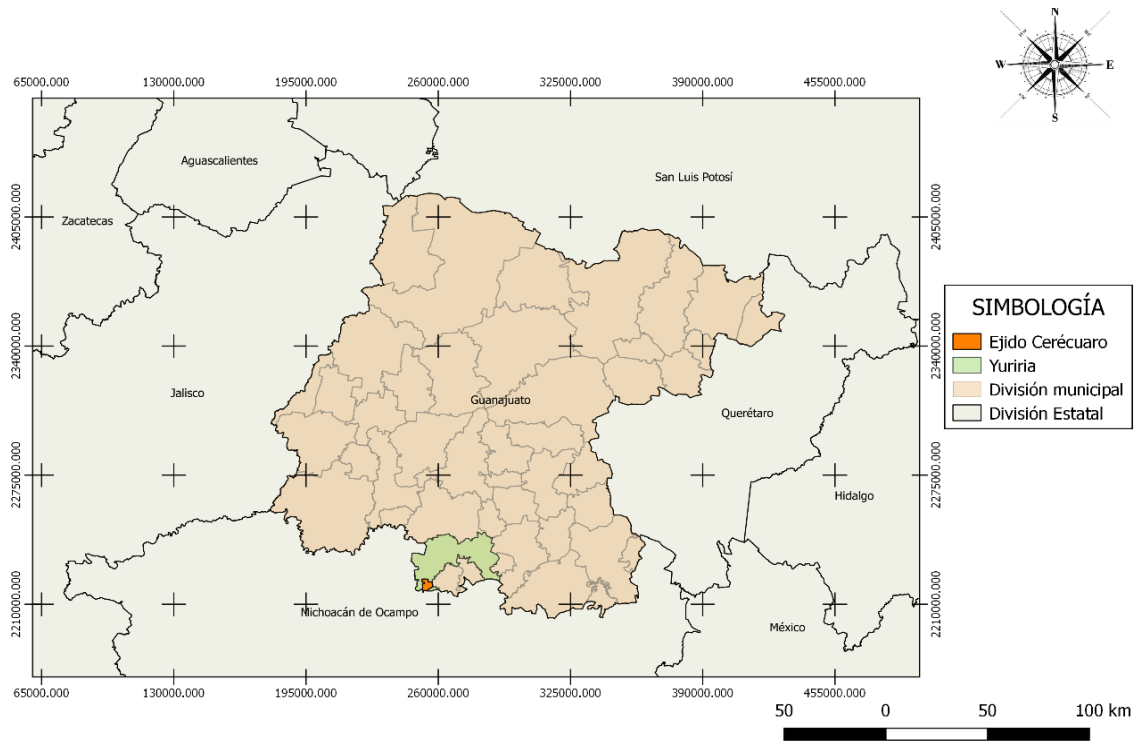 N
W E
S
65000.000 130000.000 195000.000 260000.000 325000.000 390000.000 455000.000
Aguascalientes
San Luis Potosí
Zacatecas
2405000.000 2405000.000
SIMBOLOGÍA
Ejido Cerécuaro
Yuriria
División municipal
División Estatal
2340000.000 2340000.000
Jalisco
Guanajuato
Querétaro
2275000.000 2275000.000
Hidalgo
2210000.000 2210000.000
Michoacán de Ocampo
México
65000.000 130000.000 195000.000 260000.000 325000.000 390000.000 455000.000
50 0 50 100 km